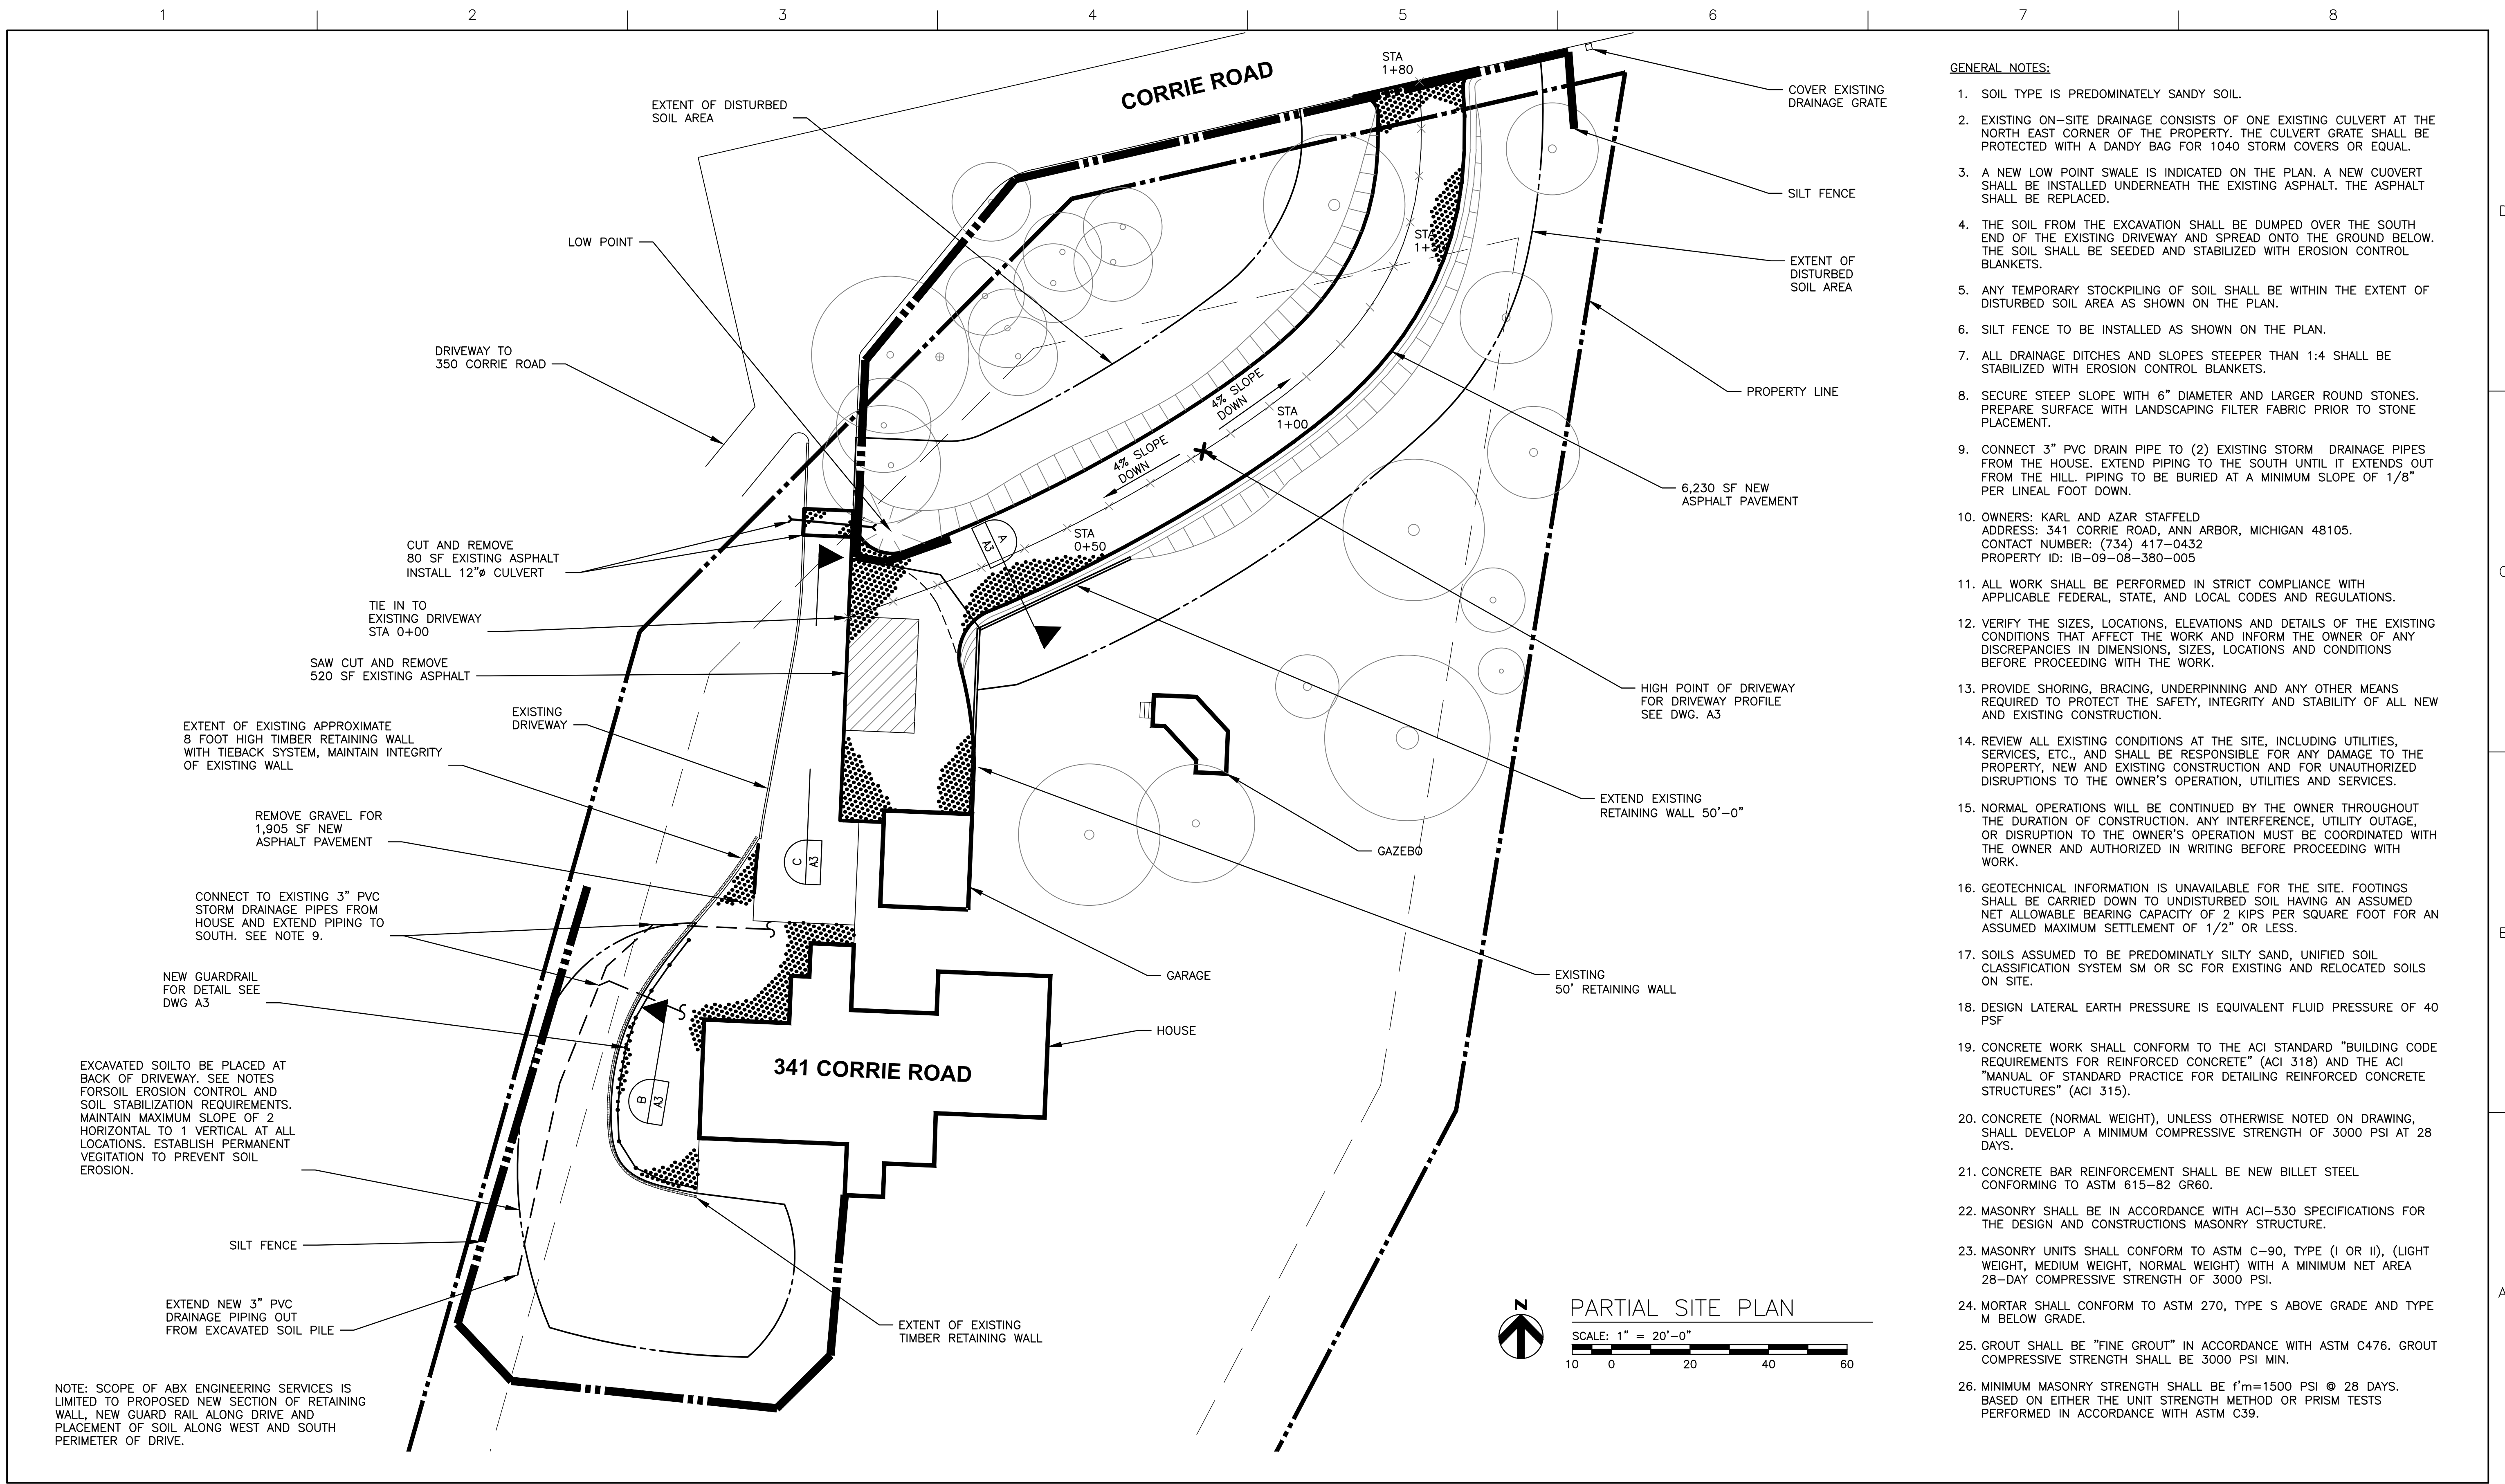 1 2 3 4 5 6 7 8
CORRIE ROAD
STA
1+80
EXTENT OF DISTURBED
SOIL AREA
COVER EXISTING
DRAINAGE GRATE
LOW POINT
SILT FENCE
STA
EXTENT OF
DISTURBED
SOIL AREA
DRIVEWAY TO
350 CORRIE ROAD
PROPERTY LINE
4% SLOPE
DOWN
STA
1+00
4% SLOPE
DOWN
6,230 SF NEW
ASPHALT PAVEMENT
A
A3
STA
0+50
CUT AND REMOVE
80 SF EXISTING ASPHALT
INSTALL 12"ø CULVERT
TIE IN TO
EXISTING DRIVEWAY
STA 0+00
SAW CUT AND REMOVE
520 SF EXISTING ASPHALT
HIGH POINT OF DRIVEWAY
FOR DRIVEWAY PROFILE
SEE DWG. A3
EXISTING
DRIVEWAY
EXTENT OF EXISTING APPROXIMATE
8 FOOT HIGH TIMBER RETAINING WALL
WITH TIEBACK SYSTEM, MAINTAIN INTEGRITY
OF EXISTING WALL
EXTEND EXISTING
RETAINING WALL 50'-0"
REMOVE GRAVEL FOR
1,905 SF NEW
ASPHALT PAVEMENT
GAZEBO
C
A3
CONNECT TO EXISTING 3" PVC
STORM DRAINAGE PIPES FROM
HOUSE AND EXTEND PIPING TO
SOUTH. SEE NOTE 9.
GARAGE
EXISTING
50' RETAINING WALL
NEW GUARDRAIL
FOR DETAIL SEE
DWG A3
HOUSE
341 CORRIE ROAD
B
A3
EXCAVATED SOILTO BE PLACED AT
BACK OF DRIVEWAY. SEE NOTES
FORSOIL EROSION CONTROL AND
SOIL STABILIZATION REQUIREMENTS.
MAINTAIN MAXIMUM SLOPE OF 2
HORIZONTAL TO 1 VERTICAL AT ALL
LOCATIONS. ESTABLISH PERMANENT
VEGITATION TO PREVENT SOIL
EROSION.
SILT FENCE
EXTEND NEW 3" PVC
DRAINAGE PIPING OUT
FROM EXCAVATED SOIL PILE
EXTENT OF EXISTING
TIMBER RETAINING WALL
NOTE: SCOPE OF ABX ENGINEERING SERVICES IS
LIMITED TO PROPOSED NEW SECTION OF RETAINING
WALL, NEW GUARD RAIL ALONG DRIVE AND
PLACEMENT OF SOIL ALONG WEST AND SOUTH
PERIMETER OF DRIVE.
N
PARTIAL SITE PLAN
SCALE: 1" = 20'-0"
10 0 20 40 60
GENERAL NOTES:
1. SOIL TYPE IS PREDOMINATELY SANDY SOIL.
2. EXISTING ON-SITE DRAINAGE CONSISTS OF ONE EXISTING CULVERT AT THE
NORTH EAST CORNER OF THE PROPERTY. THE CULVERT GRATE SHALL BE
PROTECTED WITH A DANDY BAG FOR 1040 STORM COVERS OR EQUAL.
3. A NEW LOW POINT SWALE IS INDICATED ON THE PLAN. A NEW CUOVERT
SHALL BE INSTALLED UNDERNEATH THE EXISTING ASPHALT. THE ASPHALT
SHALL BE REPLACED.
4. THE SOIL FROM THE EXCAVATION SHALL BE DUMPED OVER THE SOUTH
END OF THE EXISTING DRIVEWAY AND SPREAD ONTO THE GROUND BELOW.
THE SOIL SHALL BE SEEDED AND STABILIZED WITH EROSION CONTROL
BLANKETS.
5. ANY TEMPORARY STOCKPILING OF SOIL SHALL BE WITHIN THE EXTENT OF
DISTURBED SOIL AREA AS SHOWN ON THE PLAN.
6. SILT FENCE TO BE INSTALLED AS SHOWN ON THE PLAN.
7. ALL DRAINAGE DITCHES AND SLOPES STEEPER THAN 1:4 SHALL BE
STABILIZED WITH EROSION CONTROL BLANKETS.
8. SECURE STEEP SLOPE WITH 6" DIAMETER AND LARGER ROUND STONES.
PREPARE SURFACE WITH LANDSCAPING FILTER FABRIC PRIOR TO STONE
PLACEMENT.
9. CONNECT 3" PVC DRAIN PIPE TO (2) EXISTING STORM DRAINAGE PIPES
FROM THE HOUSE. EXTEND PIPING TO THE SOUTH UNTIL IT EXTENDS OUT
FROM THE HILL. PIPING TO BE BURIED AT A MINIMUM SLOPE OF 1/8"
PER LINEAL FOOT DOWN.
10. OWNERS: KARL AND AZAR STAFFELD
ADDRESS: 341 CORRIE ROAD, ANN ARBOR, MICHIGAN 48105.
CONTACT NUMBER: (734) 417-0432
PROPERTY ID: IB-09-08-380-005
11. ALL WORK SHALL BE PERFORMED IN STRICT COMPLIANCE WITH
APPLICABLE FEDERAL, STATE, AND LOCAL CODES AND REGULATIONS.
12. VERIFY THE SIZES, LOCATIONS, ELEVATIONS AND DETAILS OF THE EXISTING
CONDITIONS THAT AFFECT THE WORK AND INFORM THE OWNER OF ANY
DISCREPANCIES IN DIMENSIONS, SIZES, LOCATIONS AND CONDITIONS
BEFORE PROCEEDING WITH THE WORK.
13. PROVIDE SHORING, BRACING, UNDERPINNING AND ANY OTHER MEANS
REQUIRED TO PROTECT THE SAFETY, INTEGRITY AND STABILITY OF ALL NEW
AND EXISTING CONSTRUCTION.
14. REVIEW ALL EXISTING CONDITIONS AT THE SITE, INCLUDING UTILITIES,
SERVICES, ETC., AND SHALL BE RESPONSIBLE FOR ANY DAMAGE TO THE
PROPERTY, NEW AND EXISTING CONSTRUCTION AND FOR UNAUTHORIZED
DISRUPTIONS TO THE OWNER'S OPERATION, UTILITIES AND SERVICES.
15. NORMAL OPERATIONS WILL BE CONTINUED BY THE OWNER THROUGHOUT
THE DURATION OF CONSTRUCTION. ANY INTERFERENCE, UTILITY OUTAGE,
OR DISRUPTION TO THE OWNER'S OPERATION MUST BE COORDINATED WITH
THE OWNER AND AUTHORIZED IN WRITING BEFORE PROCEEDING WITH
WORK.
16. GEOTECHNICAL INFORMATION IS UNAVAILABLE FOR THE SITE. FOOTINGS
SHALL BE CARRIED DOWN TO UNDISTURBED SOIL HAVING AN ASSUMED
NET ALLOWABLE BEARING CAPACITY OF 2 KIPS PER SQUARE FOOT FOR AN
ASSUMED MAXIMUM SETTLEMENT OF 1/2" OR LESS.
17. SOILS ASSUMED TO BE PREDOMINATLY SILTY SAND, UNIFIED SOIL
CLASSIFICATION SYSTEM SM OR SC FOR EXISTING AND RELOCATED SOILS
ON SITE.
18. DESIGN LATERAL EARTH PRESSURE IS EQUIVALENT FLUID PRESSURE OF 40
PSF
19. CONCRETE WORK SHALL CONFORM TO THE ACI STANDARD "BUILDING CODE
REQUIREMENTS FOR REINFORCED CONCRETE" (ACI 318) AND THE ACI
"MANUAL OF STANDARD PRACTICE FOR DETAILING REINFORCED CONCRETE
STRUCTURES" (ACI 315).
20. CONCRETE (NORMAL WEIGHT), UNLESS OTHERWISE NOTED ON DRAWING,
SHALL DEVELOP A MINIMUM COMPRESSIVE STRENGTH OF 3000 PSI AT 28
DAYS.
21. CONCRETE BAR REINFORCEMENT SHALL BE NEW BILLET STEEL
CONFORMING TO ASTM 615-82 GR60.
22. MASONRY SHALL BE IN ACCORDANCE WITH ACI-530 SPECIFICATIONS FOR
THE DESIGN AND CONSTRUCTIONS MASONRY STRUCTURE.
23. MASONRY UNITS SHALL CONFORM TO ASTM C-90, TYPE (I OR II), (LIGHT
WEIGHT, MEDIUM WEIGHT, NORMAL WEIGHT) WITH A MINIMUM NET AREA
28-DAY COMPRESSIVE STRENGTH OF 3000 PSI.
24. MORTAR SHALL CONFORM TO ASTM 270, TYPE S ABOVE GRADE AND TYPE
M BELOW GRADE.
25. GROUT SHALL BE "FINE GROUT" IN ACCORDANCE WITH ASTM C476. GROUT
COMPRESSIVE STRENGTH SHALL BE 3000 PSI MIN.
26. MINIMUM MASONRY STRENGTH SHALL BE f'm=1500 PSI @ 28 DAYS.
BASED ON EITHER THE UNIT STRENGTH METHOD OR PRISM TESTS
PERFORMED IN ACCORDANCE WITH ASTM C39.